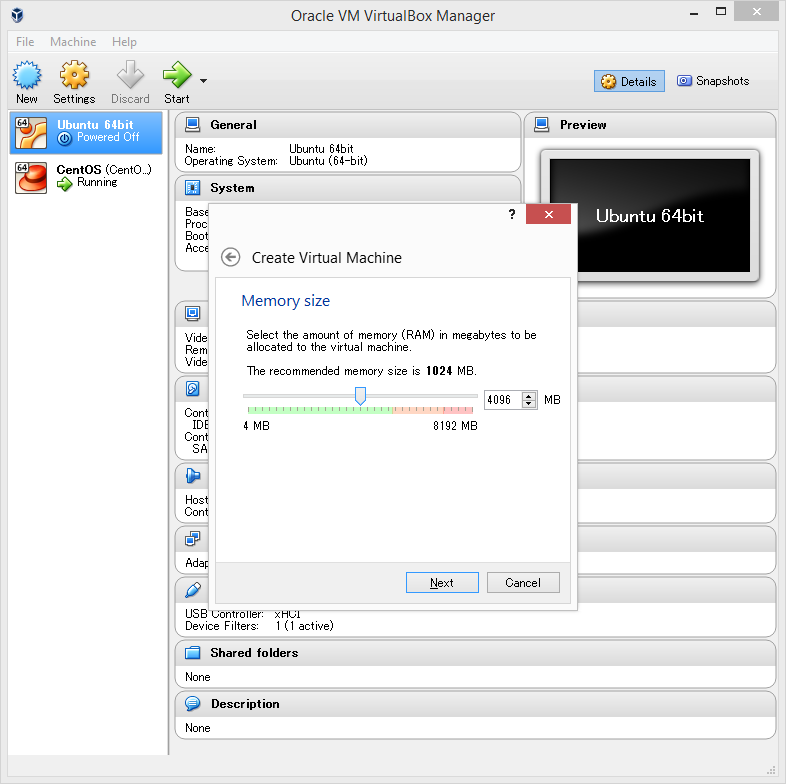 Oracle VM VirtualBox Manager
File Machine Help
New Settings Discard Start
Details Snapshots
64 Ubuntu 64bit
Powered Off
64 CentOS (CentO...)
Running
General
Name: Ubuntu 64bit
Operating System: Ubuntu (64-bit)
Preview
Ubuntu 64bit
System
Base
Proc
Boot
Acce
Vide
Rem
Vide
Cont
IDE
Cont
SA
Host
Cont
Adap
USB Controller: xHCI
Device Filters: 1 (1 active)
Shared folders
None
Description
None
?
Create Virtual Machine
Memory size
Select the amount of memory (RAM) in megabytes to be
allocated to the virtual machine.
The recommended memory size is 1024 MB.
4096 MB
4 MB 8192 MB
Next Cancel